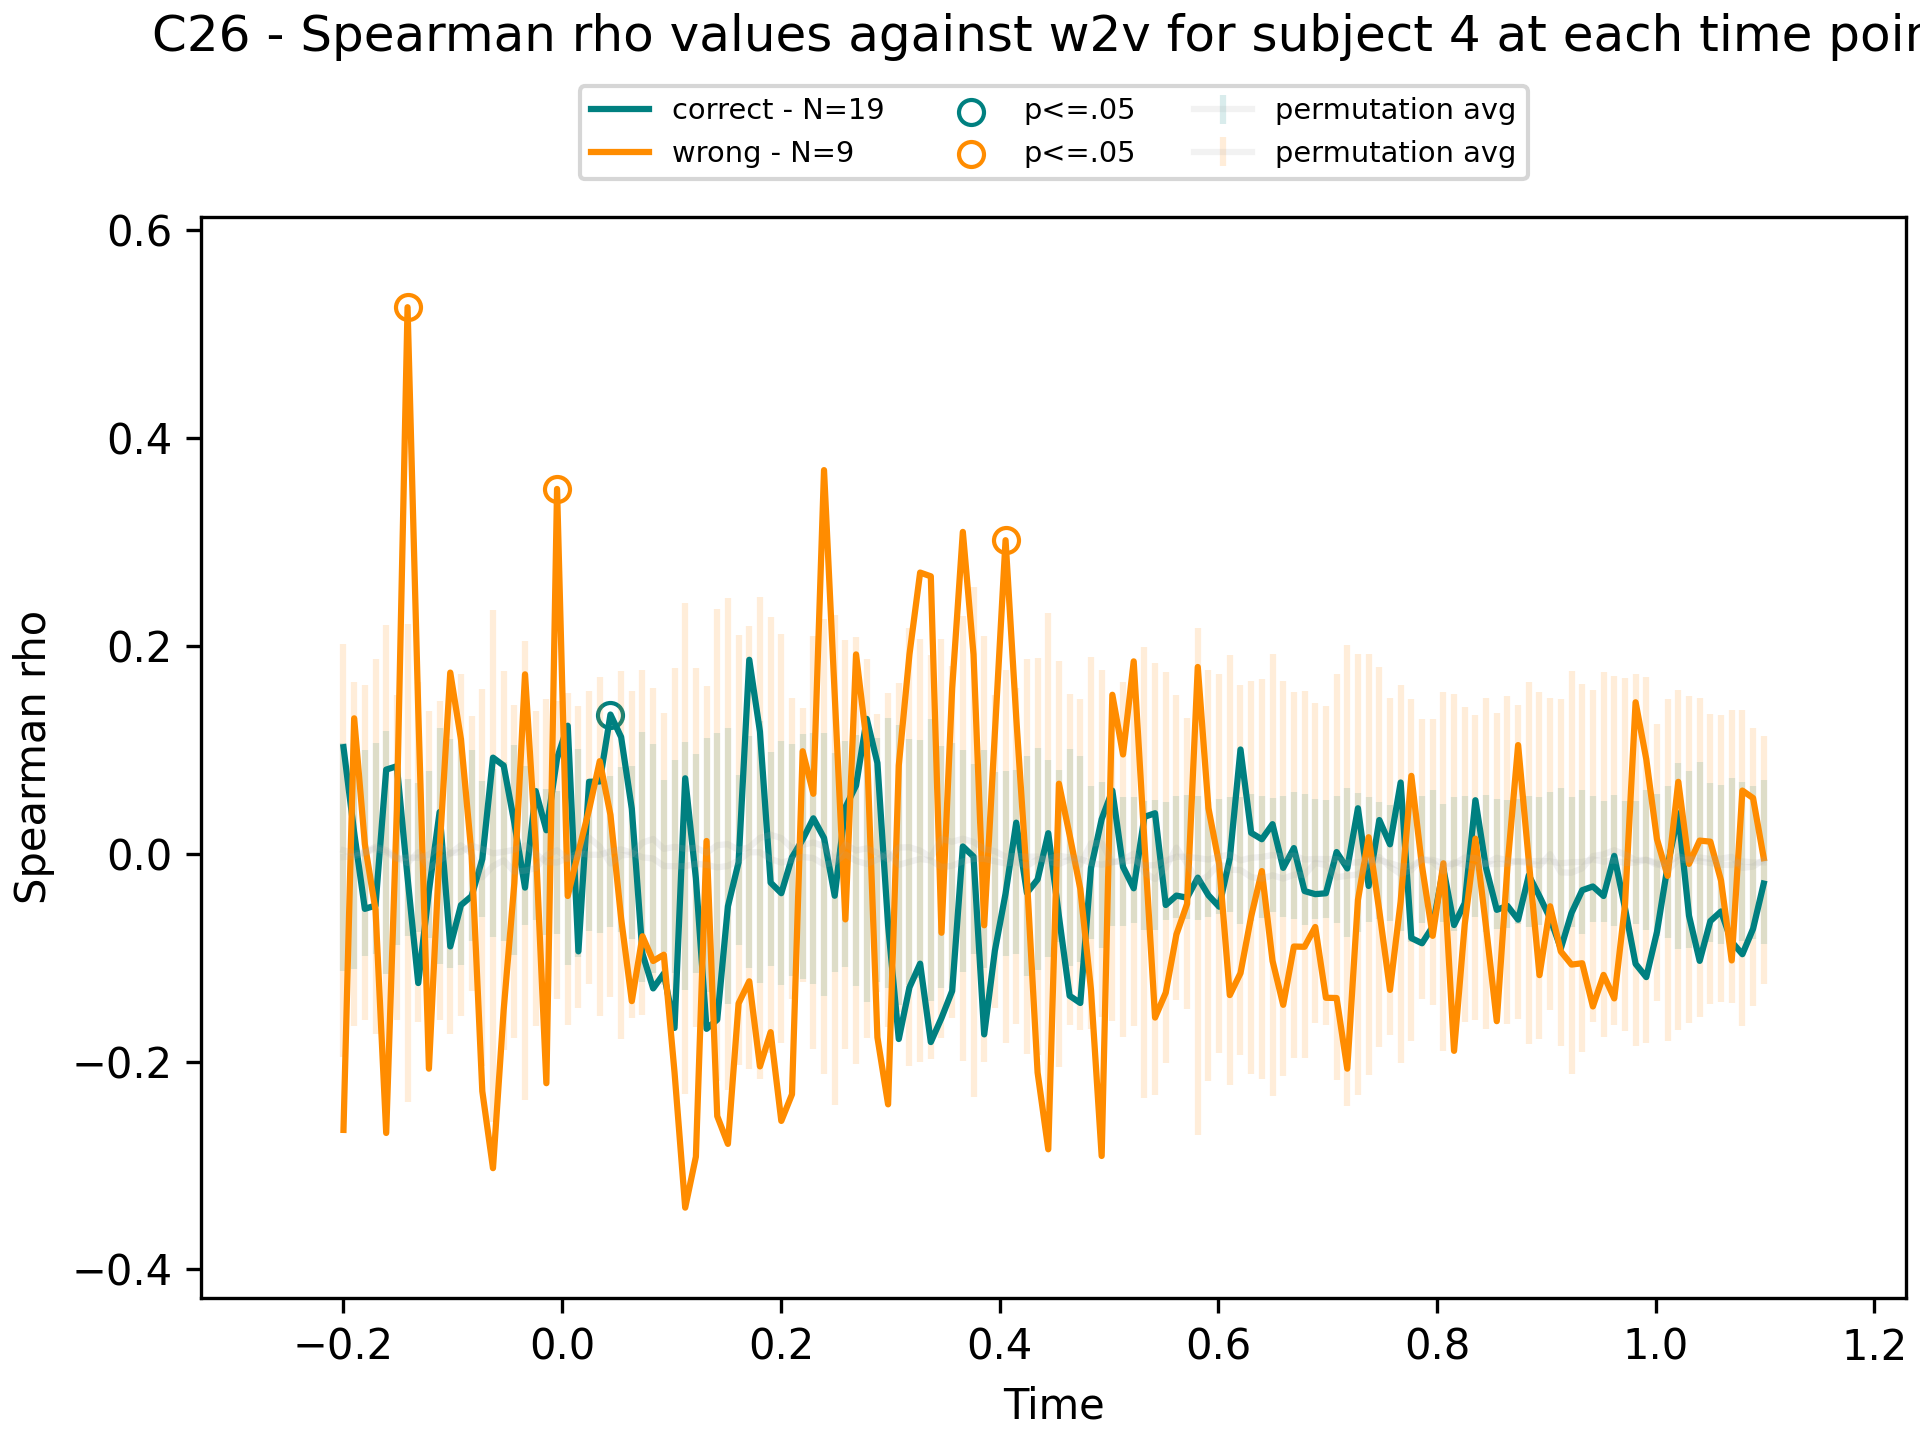 C26 - Spearman rho values against w2v for subject 4 at each time poin
correct - N=19 p<=.05 permutation avg
wrong - N=9 p<=.05 permutation avg
0.6
0.4
0.2
0.0
−0.2
−0.4
Spearman rho
−0.2 0.0 0.2 0.4 0.6 0.8 1.0 1.2
Time